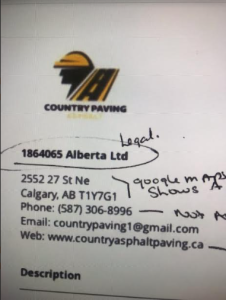 COUNTRY PAVING
Legal.
1864065 Alberta Ltd
2552 27 St Ne
google maps
Shows A
Calgary, AB T1Y7G1
Phone: (587) 306-8996
Not
Email: countrypaving1@gmail.com
Web: www.countryasphaltpaving.ca
Description